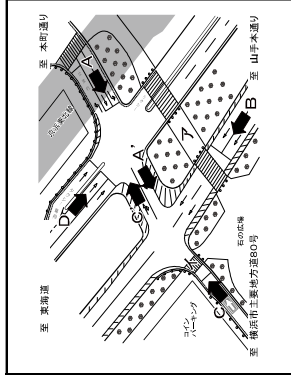 至 本町通り
至 山手本通り
A
A'
ア
B
D
C'
C
至 東海道
石の広場
コイン
パーキング
至 横浜市主要地方道80号